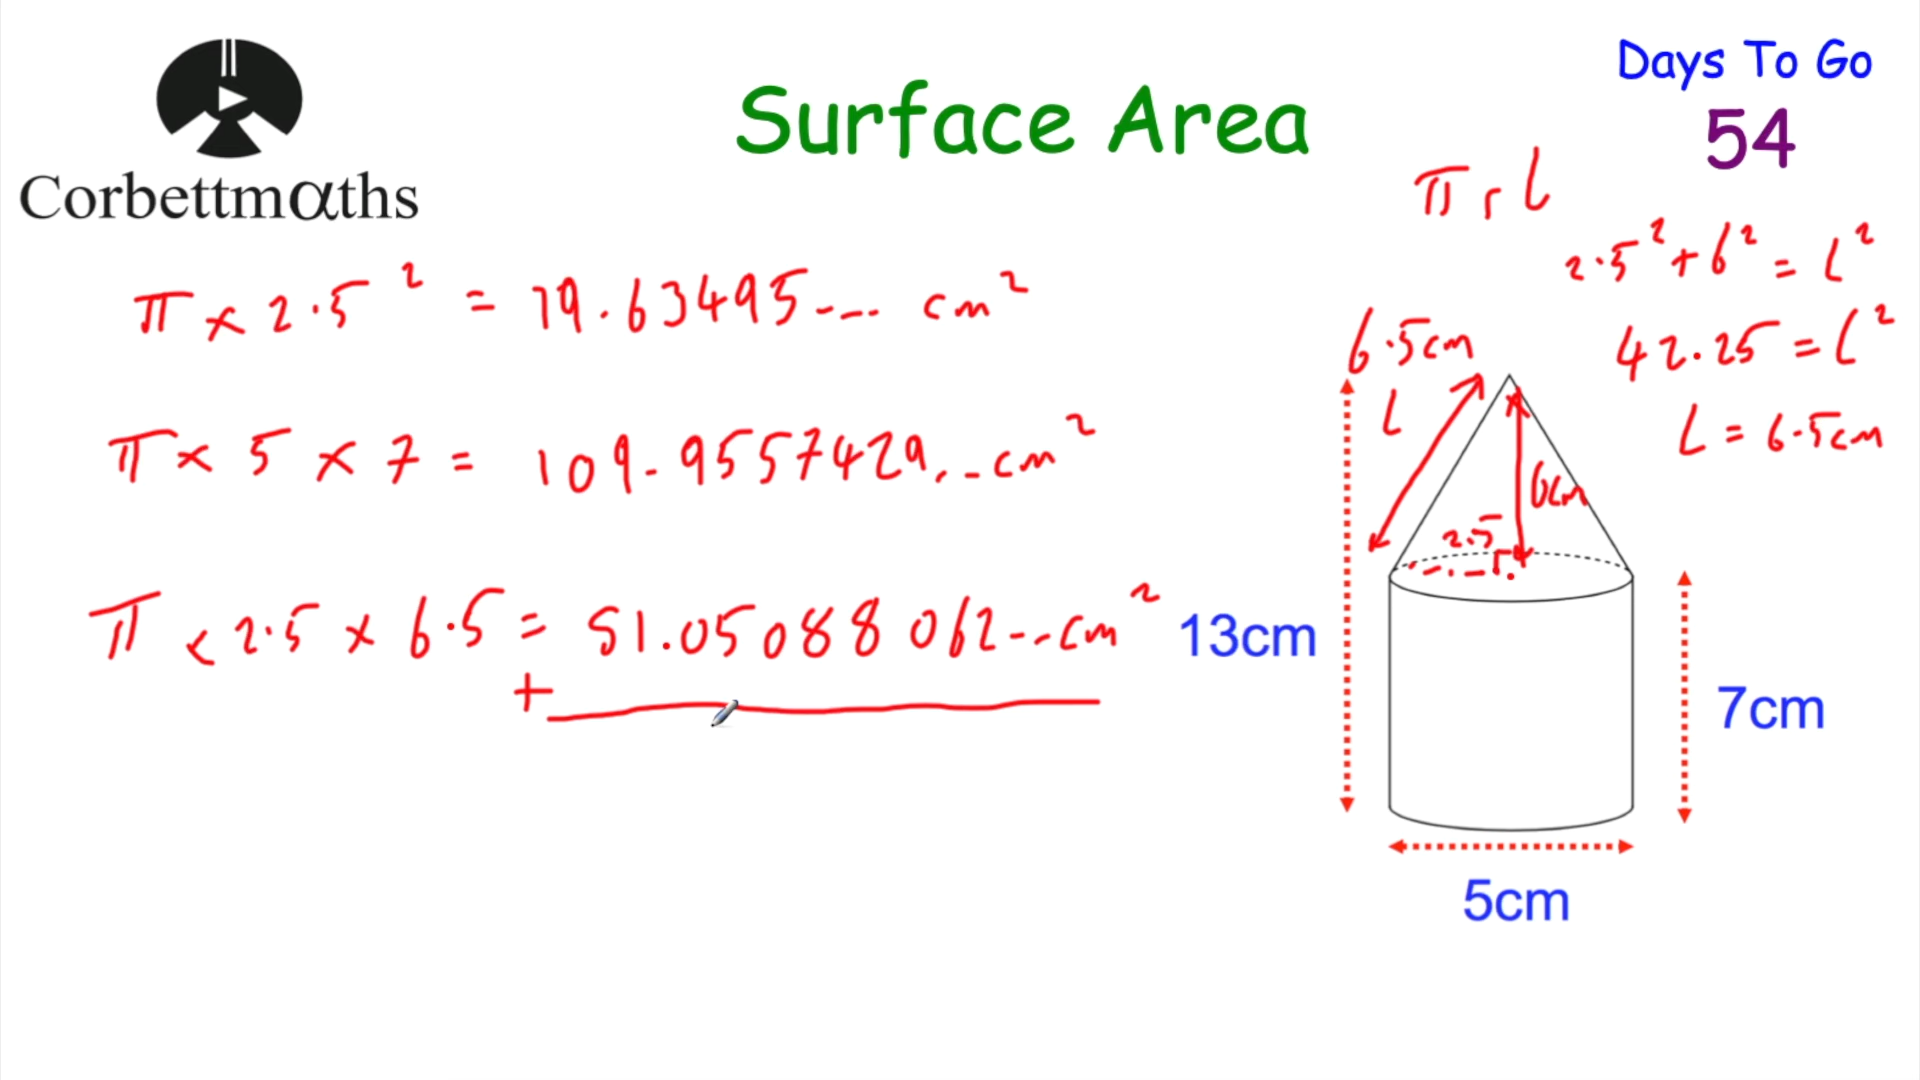 Corbettmαths
Surface Area
Days To Go
54
π r l
2.5² + 6² = L²
42.25 = L²
L = 6.5cm
π × 2.5² = 19.63495... cm²
π × 5 × 7 = 109.9557429... cm²
π × 2.5 × 6.5 = 51.05088062... cm²
+
6.5cm
L
6cm
2.5
13cm
7cm
5cm